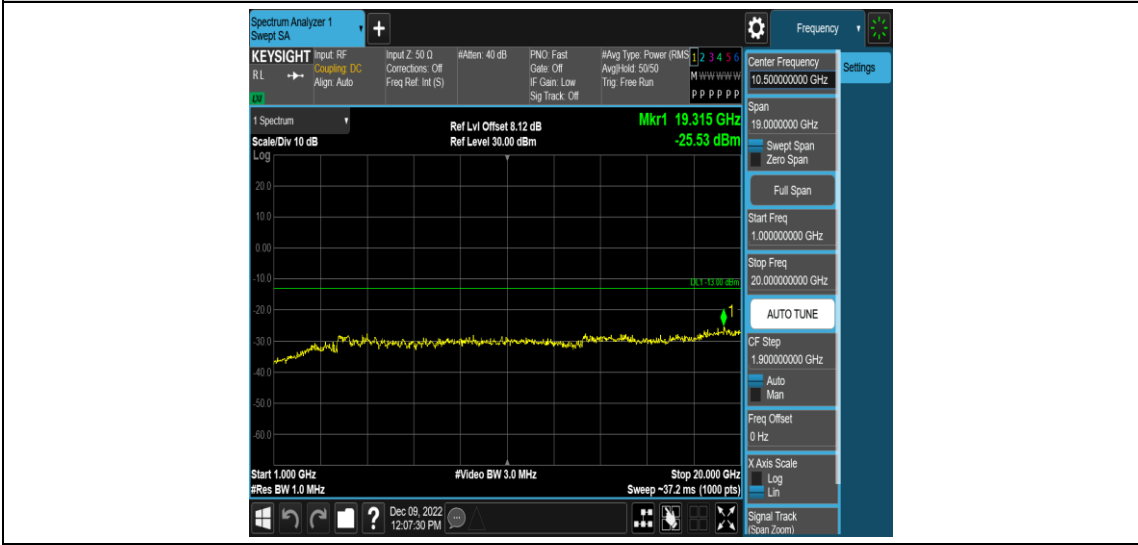 Spectrum Analyzer 1
Swept SA
+
Frequency
KEYSIGHT
RL
Input: RF
Coupling: DC
Align: Auto
Input Z: 50 Ω
Corrections: Off
Freq Ref: Int (S)
#Atten: 40 dB
PNO: Fast
Gate: Off
IF Gain: Low
Sig Track: Off
#Avg Type: Power (RMS
Avg|Hold: 50/50
Trig: Free Run
1 2 3 4 5 6
M W W W W W
P P P P P P
1 Spectrum
Scale/Div 10 dB
Log
Ref Lvl Offset 8.12 dB
Ref Level 30.00 dBm
Mkr1 19.315 GHz
-25.53 dBm
20.0
10.0
0.00
-10.0
-20.0
-30.0
-40.0
-50.0
-60.0
DL1 -13.00 dBm
1
Start 1.000 GHz
#Res BW 1.0 MHz
#Video BW 3.0 MHz
Stop 20.000 GHz
Sweep ~37.2 ms (1000 pts)
?
Dec 09, 2022
12:07:30 PM
Center Frequency
10.500000000 GHz
Settings
Span
19.0000000 GHz
Swept Span
Zero Span
Full Span
Start Freq
1.000000000 GHz
Stop Freq
20.000000000 GHz
AUTO TUNE
CF Step
1.900000000 GHz
Auto
Man
Freq Offset
0 Hz
X Axis Scale
Log
Lin
Signal Track
(Span Zoom)